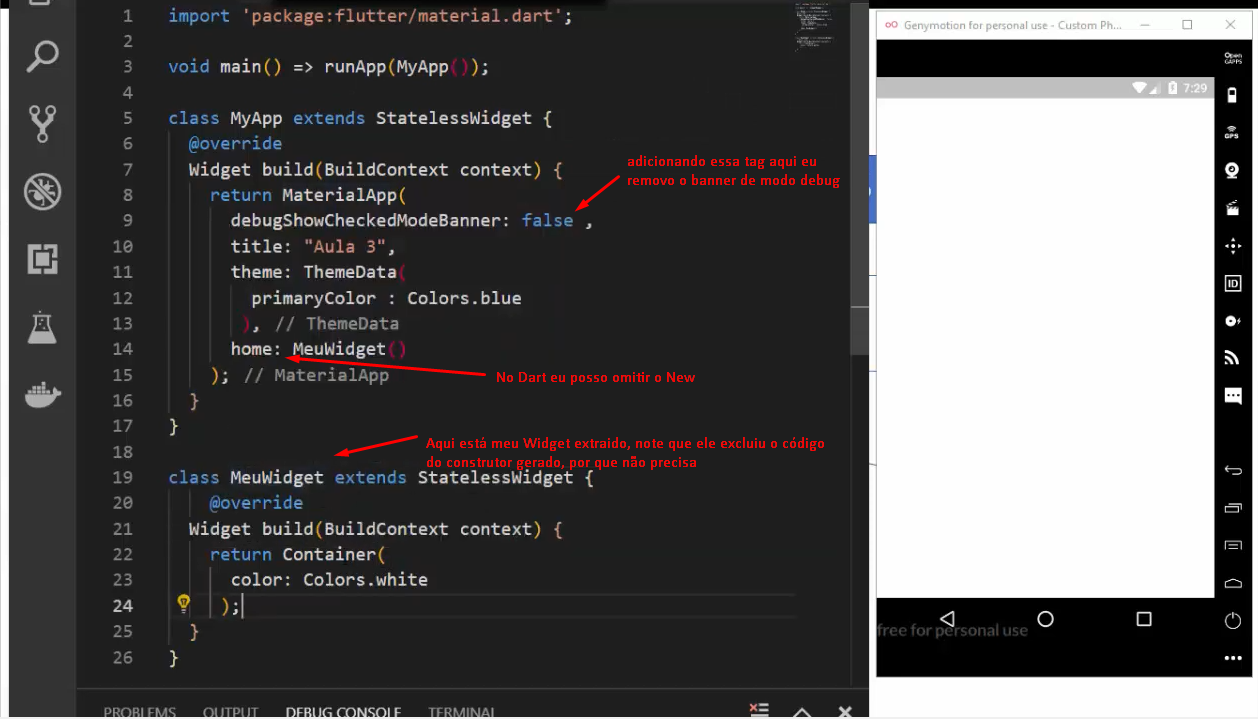 1 import 'package:flutter/material.dart';
2
3 void main() => runApp(MyApp());
4
5 class MyApp extends StatelessWidget {
6 @override
7 Widget build(BuildContext context) {
8 return MaterialApp(
9 debugShowCheckedModeBanner: false ,
10 title: "Aula 3",
11 theme: ThemeData(
12 primaryColor : Colors.blue
13 ), // ThemeData
14 home: MeuWidget()
15 ); // MaterialApp
16 }
17 }
18
19 class MeuWidget extends StatelessWidget {
20 @override
21 Widget build(BuildContext context) {
22 return Container(
23 color: Colors.white
24 );
25 }
26 }
adicionando essa tag aqui eu
removo o banner de modo debug
No Dart eu posso omitir o New
Aqui está meu Widget extraido, note que ele excluiu o código
do construtor gerado, por que não precisa
PROBLEMS OUTPUT DEBUG CONSOLE TERMINAL
Genymotion for personal use - Custom Ph...
7:29
Open
GAPPS
GPS
ID
free for personal use